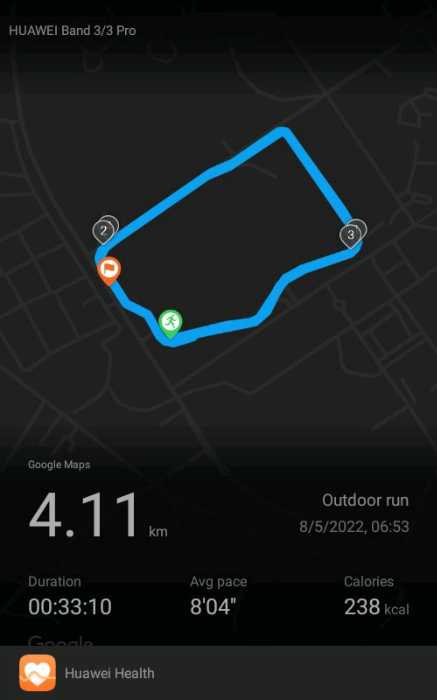 HUAWEI Band 3/3 Pro
2
3
Google Maps
4.11 km
Outdoor run
8/5/2022, 06:53
Duration Avg pace Calories
00:33:10 8'04" 238 kcal
Google
Huawei Health